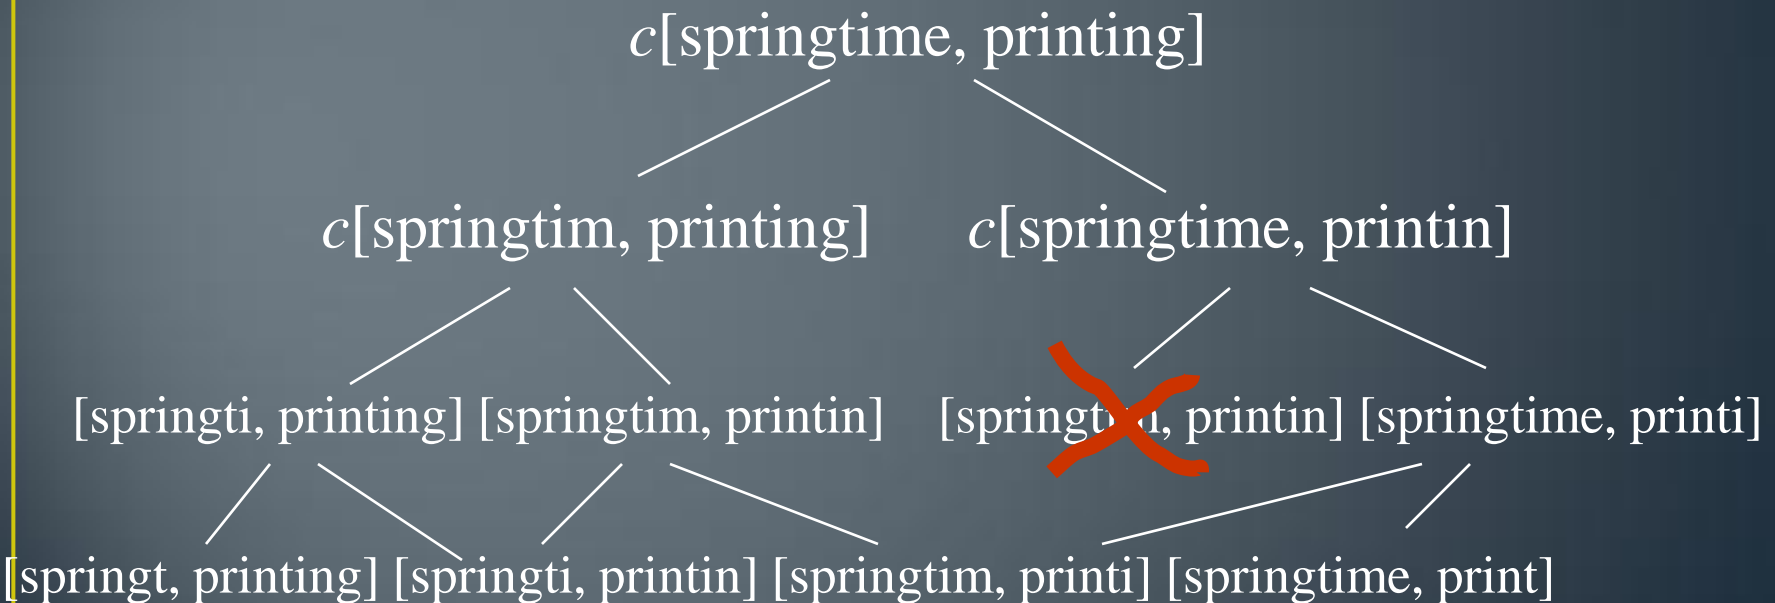 c[springtime, printing]
c[springtim, printing] c[springtime, printin]
[springti, printing] [springtim, printin] [springtim, printin] [springtime, printi]
[springt, printing] [springti, printin] [springtim, printi] [springtime, print]